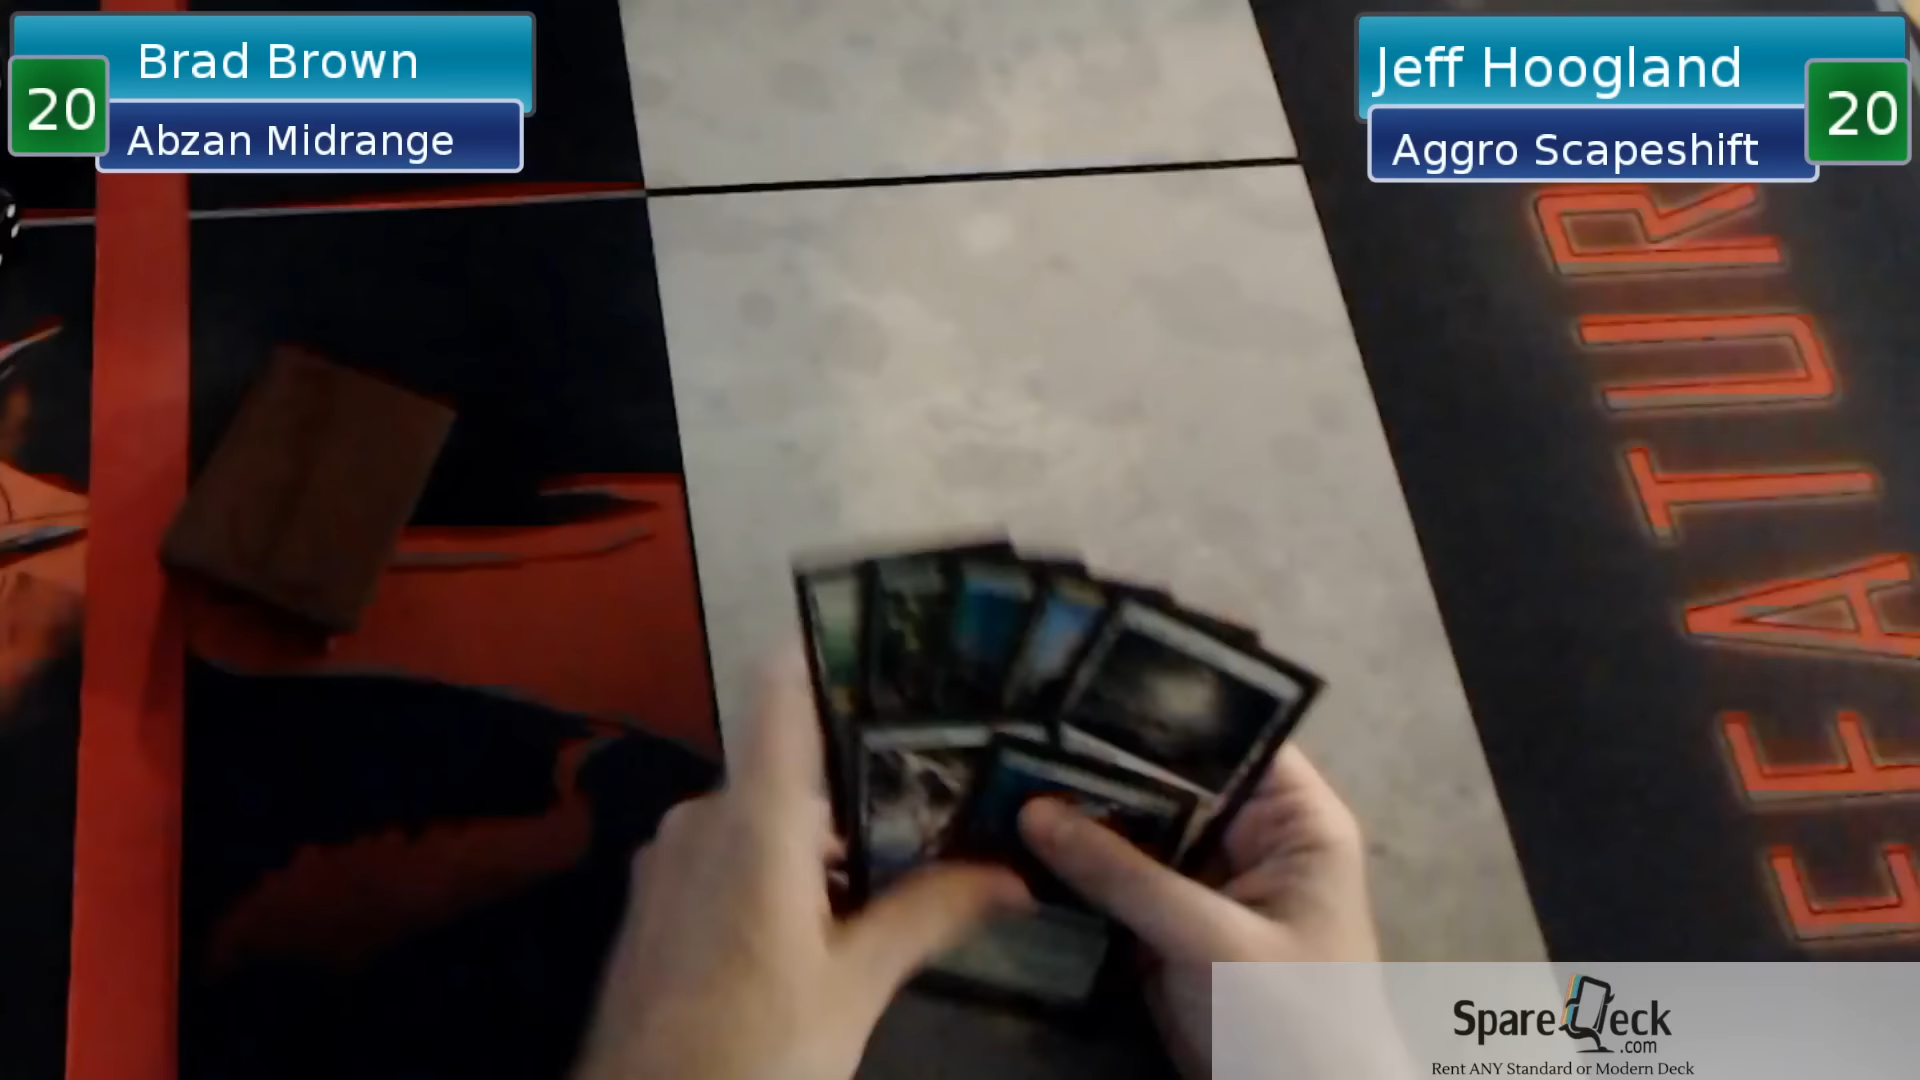 Brad Brown
20
Abzan Midrange
Jeff Hoogland
20
Aggro Scapeshift
FEATUR
SpareDeck
.com
Rent ANY Standard or Modern Deck